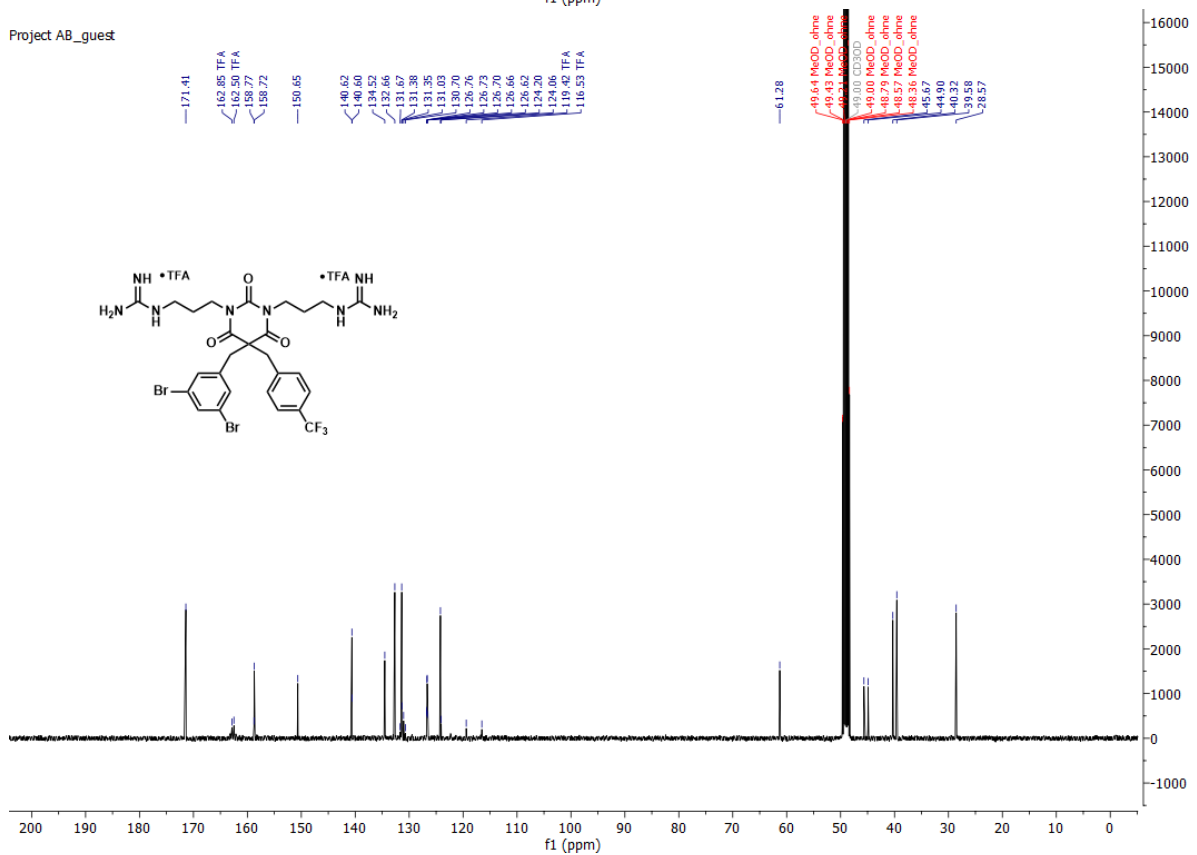 f1 (ppm)
Project AB_guest
171.41
162.85 TFA
162.50 TFA
158.77
158.72
150.65
140.62
140.60
134.52
132.66
131.67
131.38
131.35
131.03
130.70
126.76
126.73
126.70
126.66
126.62
124.20
124.06
119.42 TFA
116.53 TFA
61.28
49.64 MeOD_ohne
49.43 MeOD_ohne
49.00 CD3OD
49.00 MeOD_ohne
48.79 MeOD_ohne
48.57 MeOD_ohne
48.36 MeOD_ohne
45.67
44.90
40.32
39.58
28.57
16000
15000
14000
13000
12000
11000
10000
9000
8000
7000
6000
5000
4000
3000
2000
1000
0
-1000
NH •TFA O •TFA NH
H2N N H N N N H NH2
O O
Br
Br CF3
200 190 180 170 160 150 140 130 120 110 100 90 80 70 60 50 40 30 20 10 0
f1 (ppm)